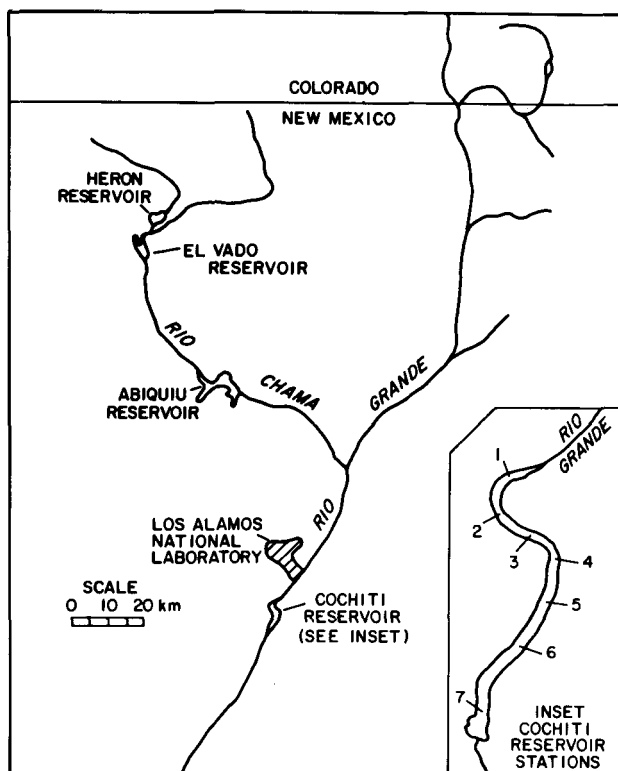 COLORADO
NEW MEXICO
HERON
RESERVOIR
EL VADO
RESERVOIR
RIO
CHAMA
GRANDE
ABIQUIU
RESERVOIR
RIO
GRANDE
1
2
3
4
5
6
7
LOS ALAMOS
NATIONAL
LABORATORY
RIO
SCALE
0 10 20 km
COCHITI
RESERVOIR
(SEE INSET)
INSET
COCHITI
RESERVOIR
STATIONS